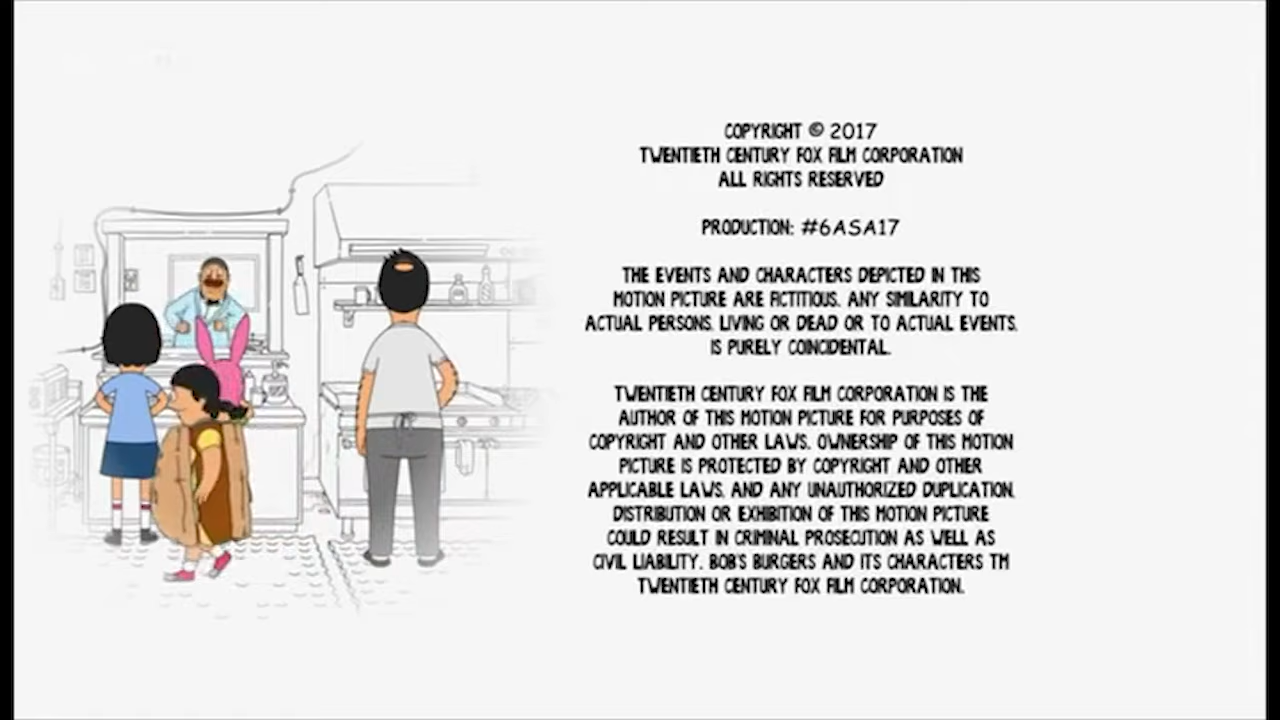 COPYRIGHT © 2017
TWENTIETH CENTURY FOX FILM CORPORATION
ALL RIGHTS RESERVED
PRODUCTION: #6ASA17
THE EVENTS AND CHARACTERS DEPICTED IN THIS
MOTION PICTURE ARE FICTITIOUS. ANY SIMILARITY TO
ACTUAL PERSONS, LIVING OR DEAD OR TO ACTUAL EVENTS,
IS PURELY COINCIDENTAL.
TWENTIETH CENTURY FOX FILM CORPORATION IS THE
AUTHOR OF THIS MOTION PICTURE FOR PURPOSES OF
COPYRIGHT AND OTHER LAWS. OWNERSHIP OF THIS MOTION
PICTURE IS PROTECTED BY COPYRIGHT AND OTHER
APPLICABLE LAWS, AND ANY UNAUTHORIZED DUPLICATION,
DISTRIBUTION OR EXHIBITION OF THIS MOTION PICTURE
COULD RESULT IN CRIMINAL PROSECUTION AS WELL AS
CIVIL LIABILITY. BOB'S BURGERS AND ITS CHARACTERS TM
TWENTIETH CENTURY FOX FILM CORPORATION.